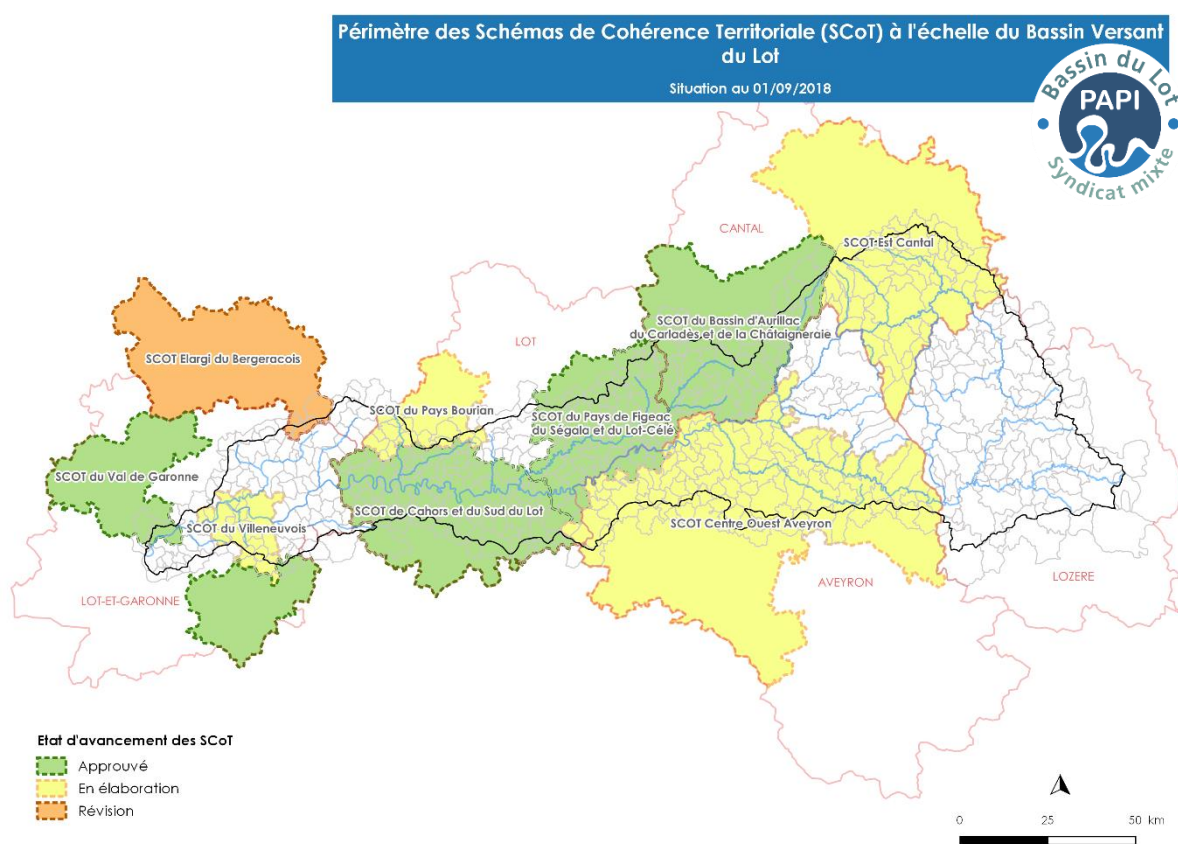 Périmètre des Schémas de Cohérence Territoriale (SCoT) à l'échelle du Bassin Versant
du Lot
Situation au 01/09/2018
Bassin du Lot
PAPI
Syndicat mixte
CANTAL
SCOT Est Cantal
LOT
SCOT du Bassin d'Aurillac
du Carladès et de la Châtaigneraie
SCOT Elargi du Bergeracois
SCOT du Pays Bourian
SCOT du Pays de Figeac
du Ségala et du Lot-Célé
SCOT du Val de Garonne
SCOT de Cahors et du Sud du Lot
SCOT du Villeneuvois
SCOT Centre Ouest Aveyron
LOT-ET-GARONNE
AVEYRON
LOZERE
Etat d'avancement des SCoT
Approuvé
En élaboration
Révision
0 25 50 km